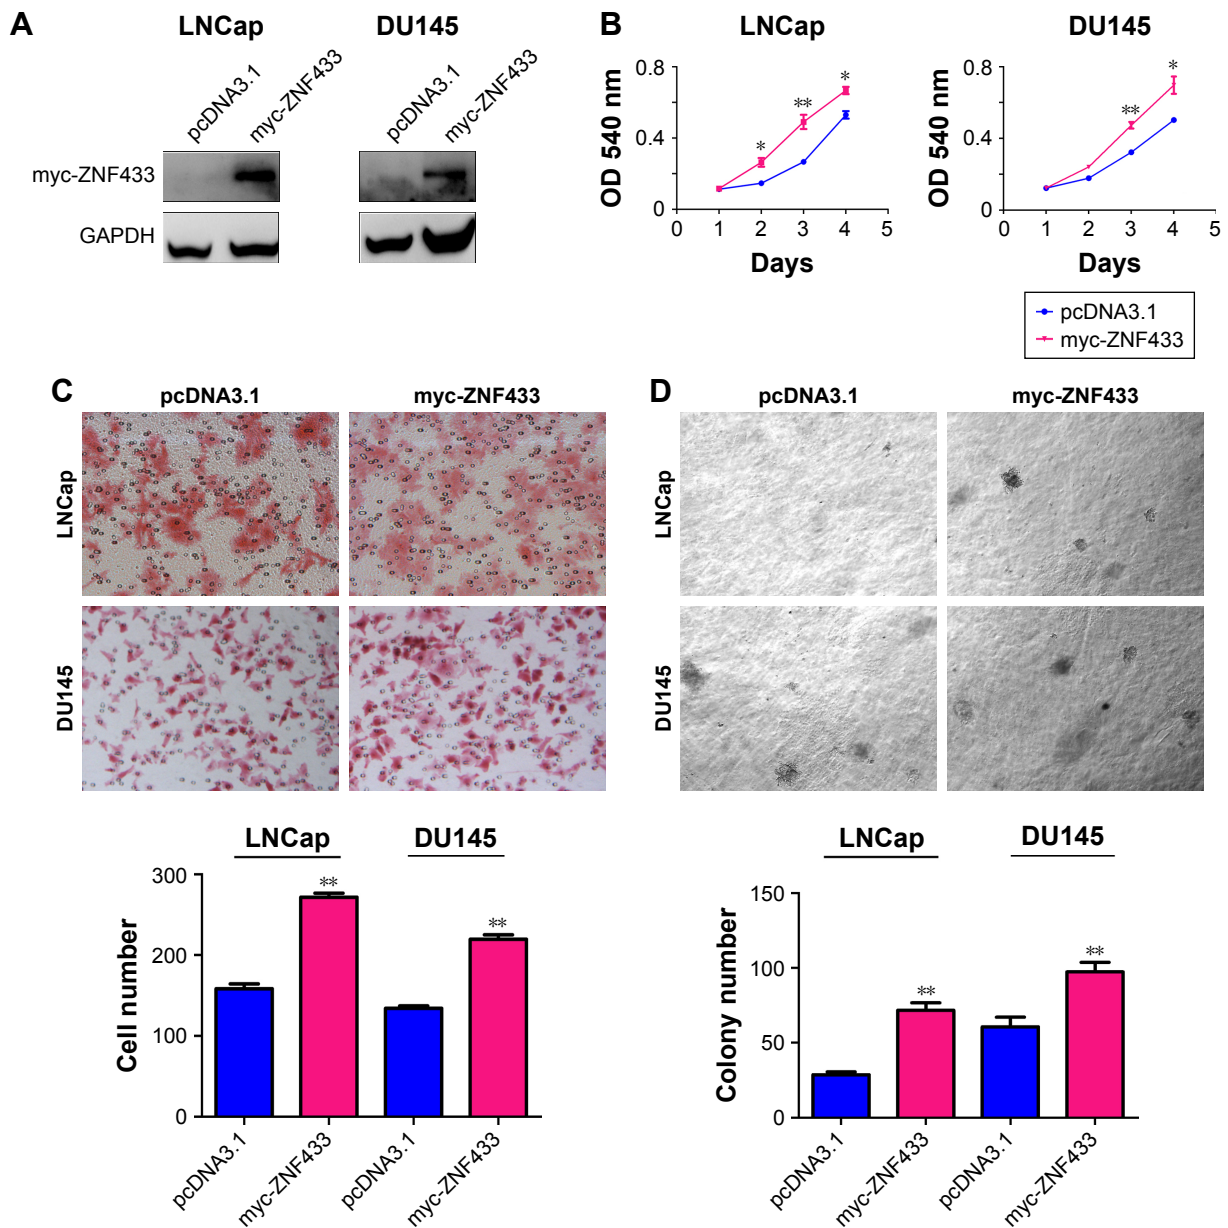 A
LNCap
DU145
pcDNA3.1
myc-ZNF433
pcDNA3.1
myc-ZNF433
myc-ZNF433
GAPDH
B
LNCap
DU145
OD 540 nm
0.8
0.4
0
0 1 2 3 4 5
Days
* ** *
OD 540 nm
0.8
0.4
0
0 1 2 3 4 5
Days
** *
pcDNA3.1
myc-ZNF433
C
pcDNA3.1
myc-ZNF433
LNCap
DU145
LNCap
DU145
Cell number
300
200
100
0
**
**
pcDNA3.1
myc-ZNF433
pcDNA3.1
myc-ZNF433
D
pcDNA3.1
myc-ZNF433
LNCap
DU145
LNCap
DU145
Colony number
150
100
50
0
**
**
pcDNA3.1
myc-ZNF433
pcDNA3.1
myc-ZNF433